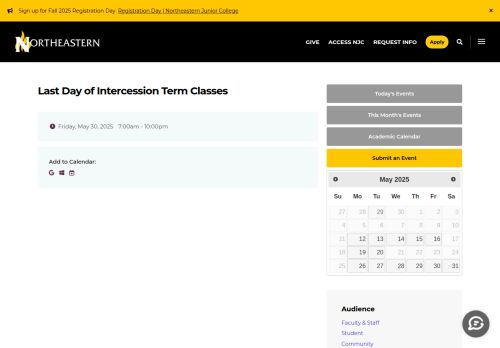 Sign up for Fall 2025 Registration Day Registration Day | Northeastern Junior College ×
NORTHEASTERN GIVE ACCESS NJC REQUEST INFO Apply
Last Day of Intercession Term Classes
Friday, May 30, 2025 7:00am - 10:00pm
Add to Calendar:
Today's Events
This Month's Events
Academic Calendar
Submit an Event
May 2025
Su Mo Tu We Th Fr Sa
27 28 29 30 1 2 3
4 5 6 7 8 9 10
11 12 13 14 15 16 17
18 19 20 21 22 23 24
25 26 27 28 29 30 31
Audience
Faculty & Staff
Student
Community